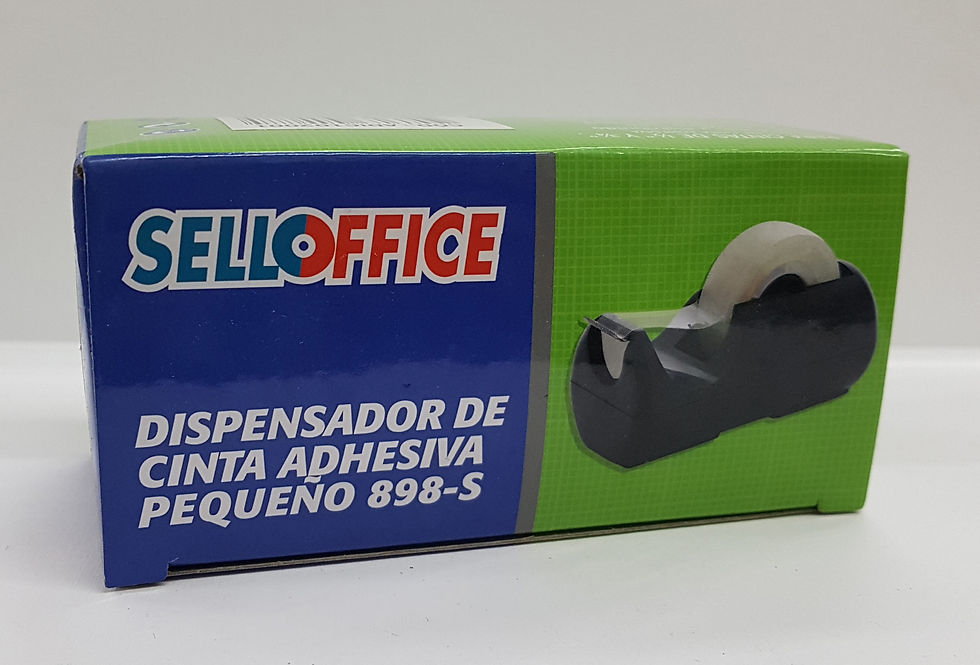 SELLOFFICE
DISPENSADOR DE
CINTA ADHESIVA
PEQUEÑO 898-S